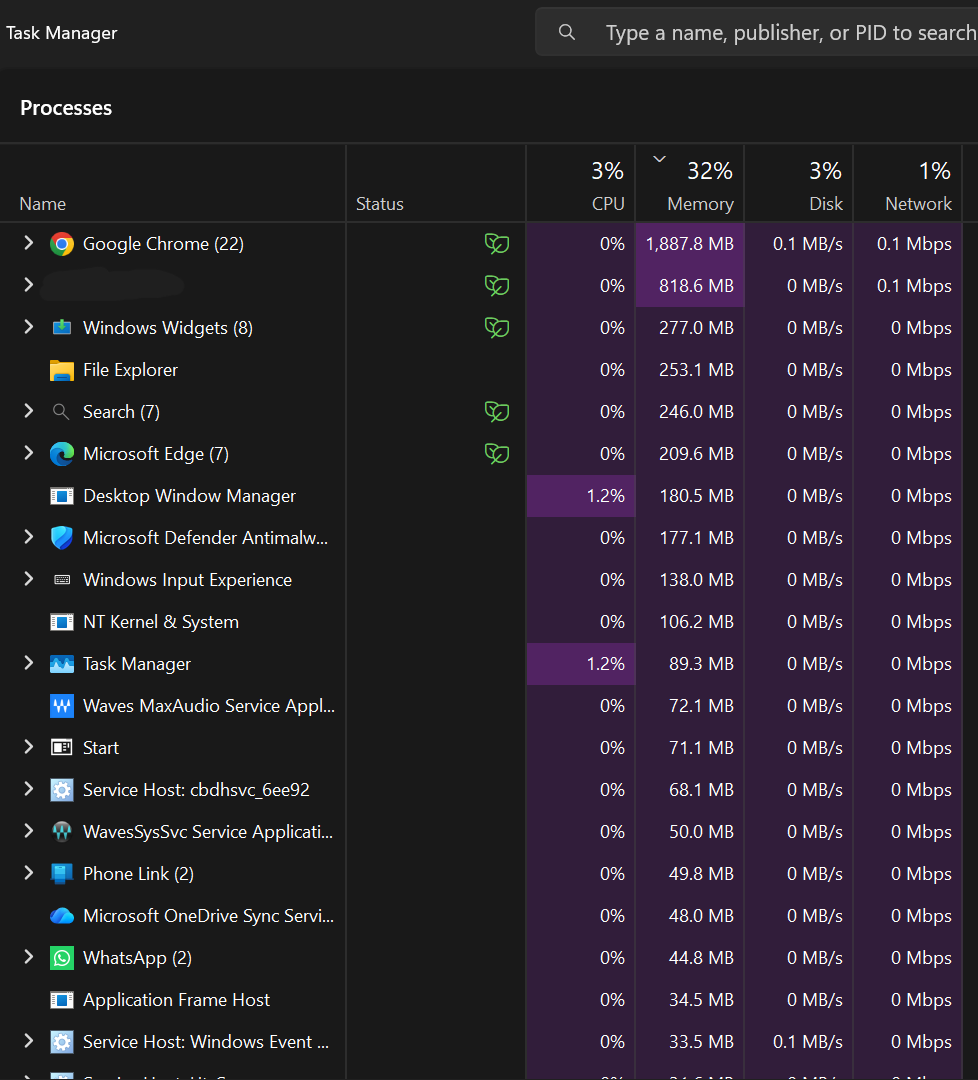 Task Manager
Type a name, publisher, or PID to search
Processes
3% 32% 3% 1%
Name Status CPU Memory Disk Network
Google Chrome (22) 0% 1,887.8 MB 0.1 MB/s 0.1 Mbps
0% 818.6 MB 0 MB/s 0.1 Mbps
Windows Widgets (8) 0% 277.0 MB 0 MB/s 0 Mbps
File Explorer 0% 253.1 MB 0 MB/s 0 Mbps
Search (7) 0% 246.0 MB 0 MB/s 0 Mbps
Microsoft Edge (7) 0% 209.6 MB 0 MB/s 0 Mbps
Desktop Window Manager 1.2% 180.5 MB 0 MB/s 0 Mbps
Microsoft Defender Antimalw... 0% 177.1 MB 0 MB/s 0 Mbps
Windows Input Experience 0% 138.0 MB 0 MB/s 0 Mbps
NT Kernel & System 0% 106.2 MB 0 MB/s 0 Mbps
Task Manager 1.2% 89.3 MB 0 MB/s 0 Mbps
Waves MaxAudio Service Appl... 0% 72.1 MB 0 MB/s 0 Mbps
Start 0% 71.1 MB 0 MB/s 0 Mbps
Service Host: cbdhsvc_6ee92 0% 68.1 MB 0 MB/s 0 Mbps
WavesSysSvc Service Applicati... 0% 50.0 MB 0 MB/s 0 Mbps
Phone Link (2) 0% 49.8 MB 0 MB/s 0 Mbps
Microsoft OneDrive Sync Servi... 0% 48.0 MB 0 MB/s 0 Mbps
WhatsApp (2) 0% 44.8 MB 0 MB/s 0 Mbps
Application Frame Host 0% 34.5 MB 0 MB/s 0 Mbps
Service Host: Windows Event ... 0% 33.5 MB 0.1 MB/s 0 Mbps